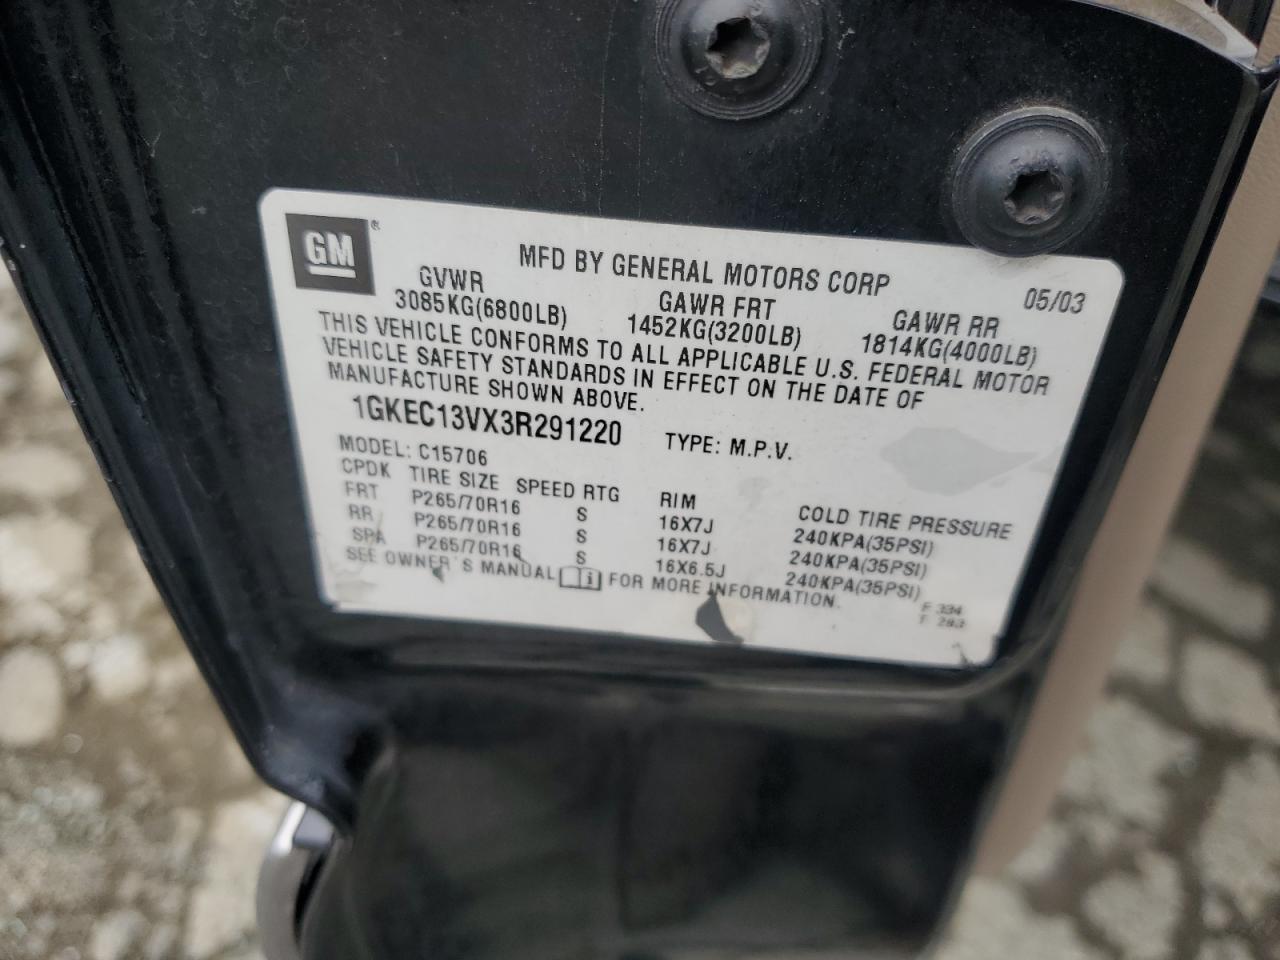 GM ®
MFD BY GENERAL MOTORS CORP 05/03
GVWR GAWR FRT GAWR RR
3085KG(6800LB) 1452KG(3200LB) 1814KG(4000LB)
THIS VEHICLE CONFORMS TO ALL APPLICABLE U.S. FEDERAL MOTOR
VEHICLE SAFETY STANDARDS IN EFFECT ON THE DATE OF
MANUFACTURE SHOWN ABOVE.
1GKEC13VX3R291220 TYPE: M.P.V.
MODEL: C15706
CPDK TIRE SIZE SPEED RTG RIM COLD TIRE PRESSURE
FRT P265/70R16 S 16X7J 240KPA(35PSI)
RR P265/70R16 S 16X7J 240KPA(35PSI)
SPA P265/70R16 S 16X6.5J 240KPA(35PSI)
SEE OWNER'S MANUAL FOR MORE INFORMATION.
F 334
T 283